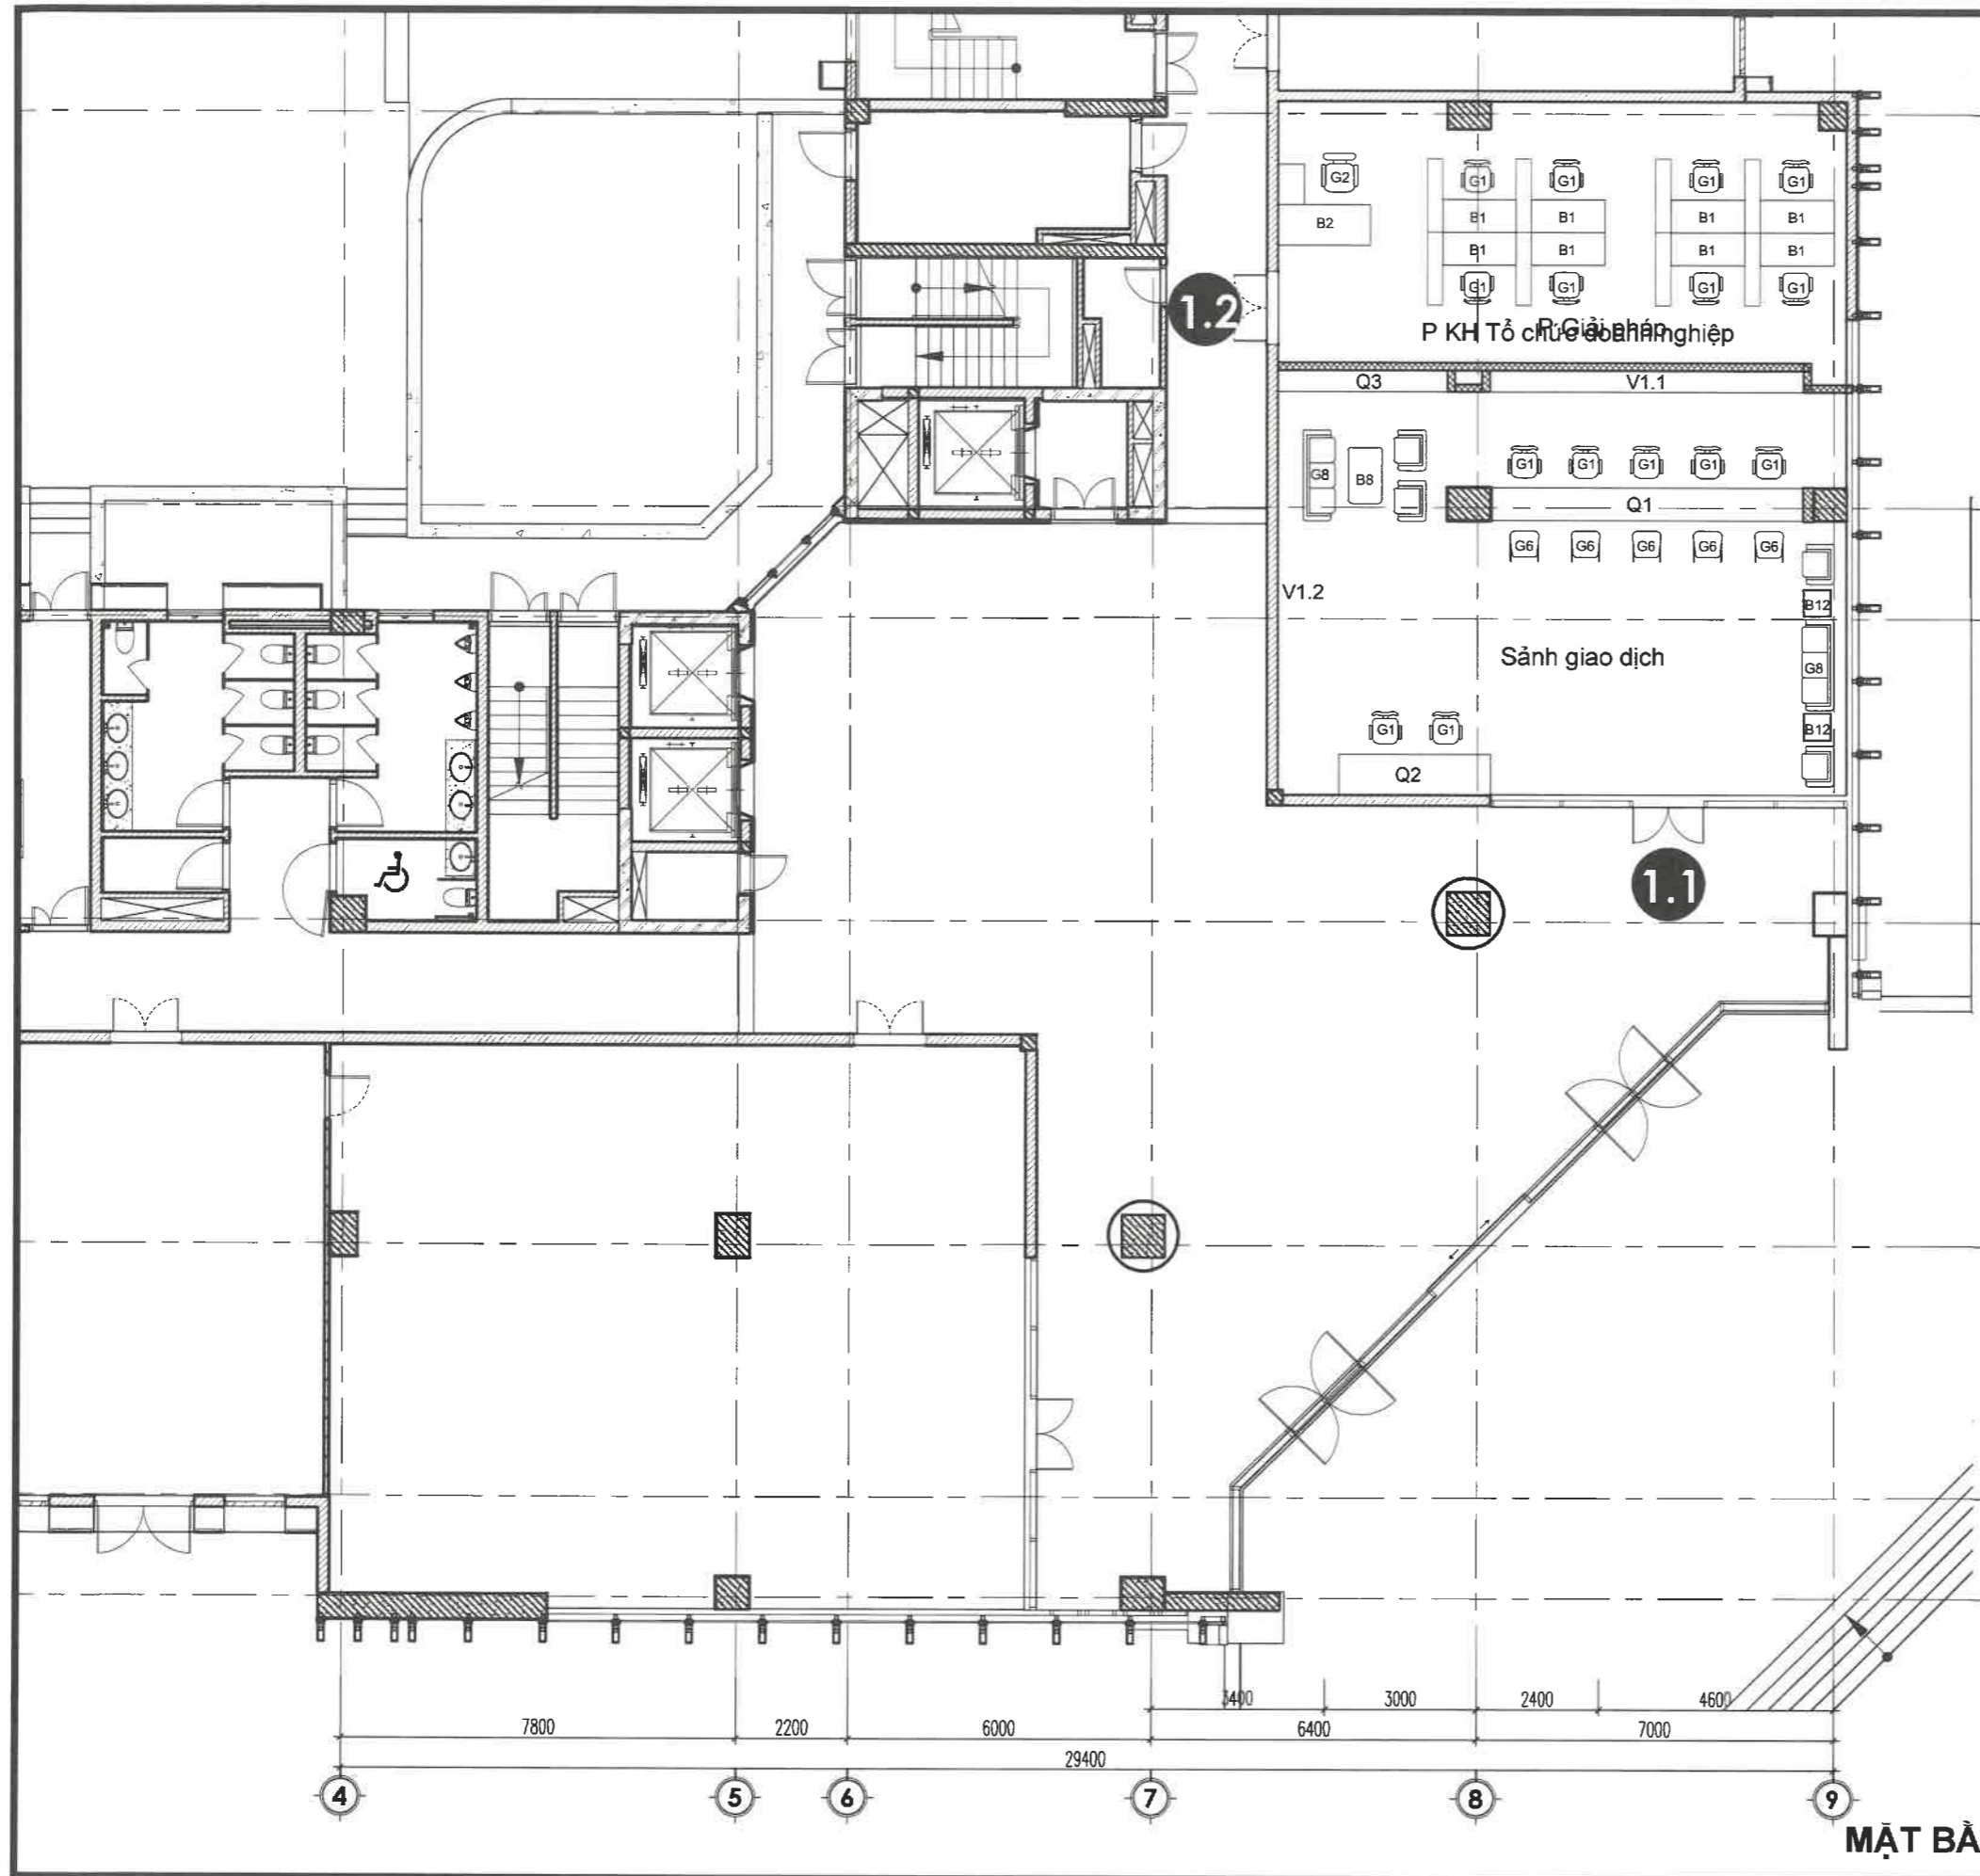 G2
G1
G1
G1
G1
B2
B1
B1
B1
B1
B1
B1
B1
B1
G1
G1
G1
G1
1.2
P KH Tổ chức doanh nghiệp
P Giải pháp
Q3
V1.1
G8
B8
G1
G1
G1
G1
G1
Q1
G6
G6
G6
G6
G6
V1.2
B12
Sảnh giao dịch
G8
G1
G1
B12
Q2
1.1
3400
3000
2400
4600
7800
2200
6000
6400
7000
29400
4
5
6
7
8
9